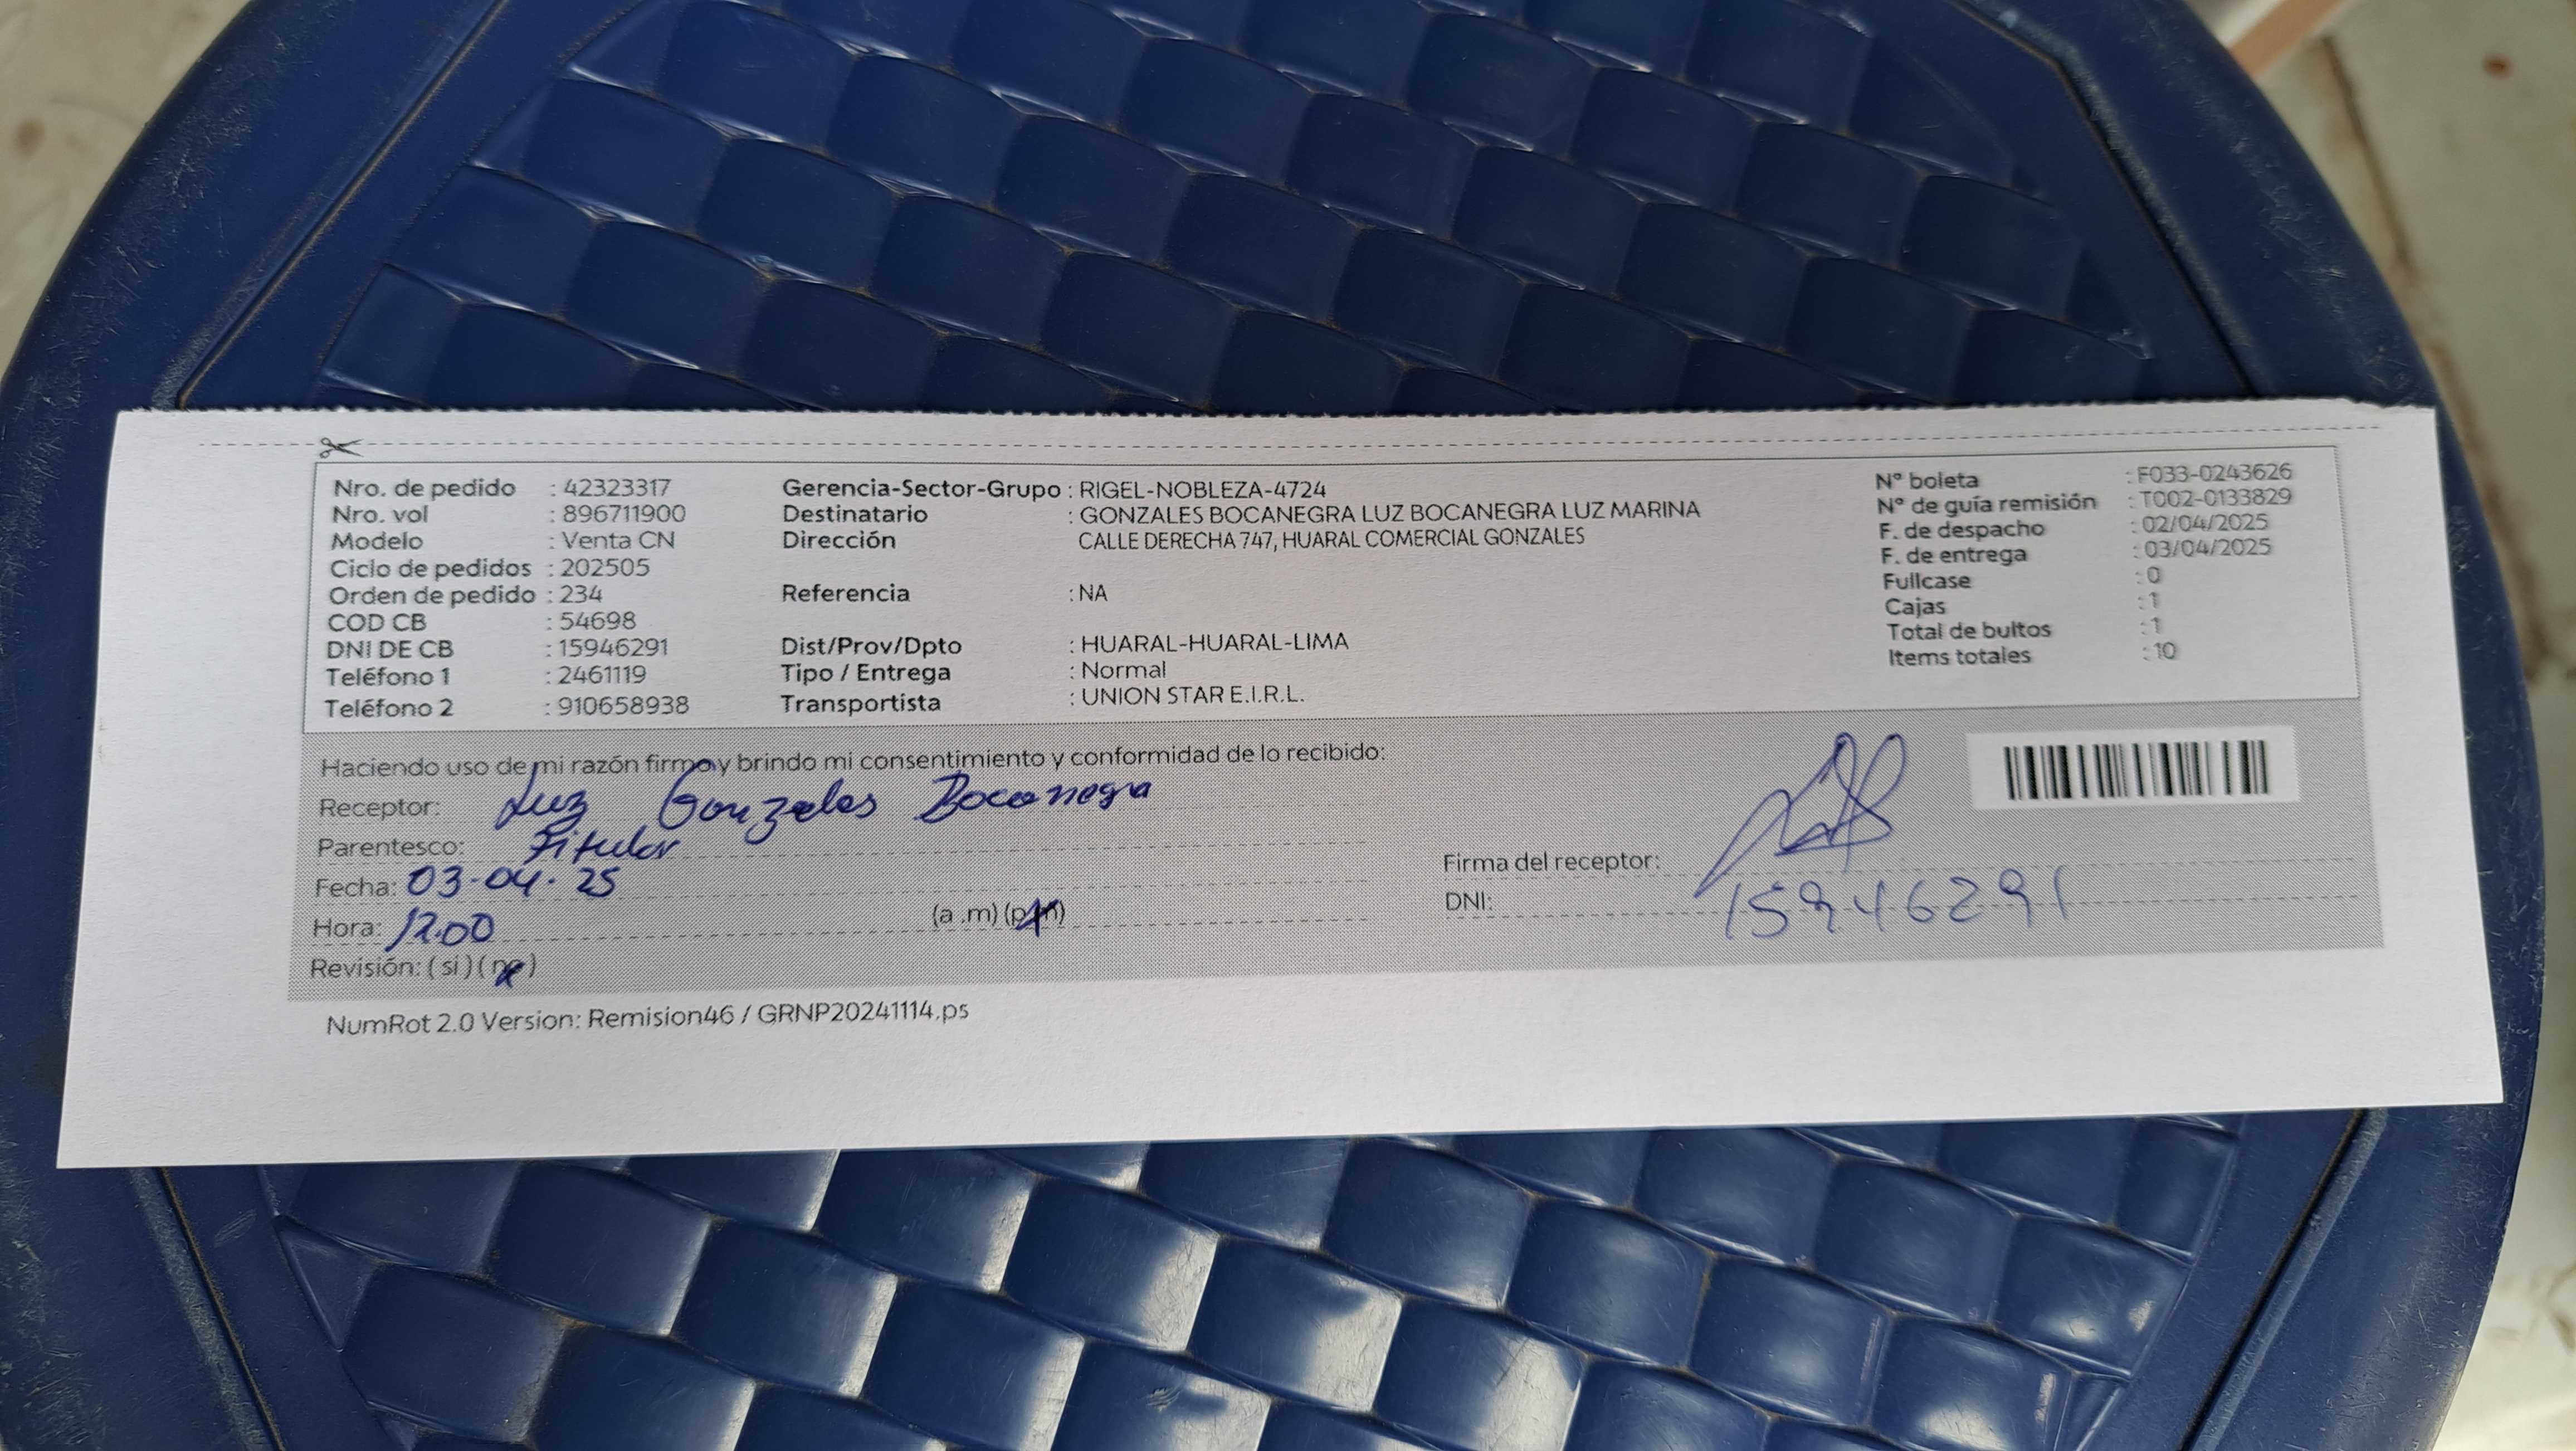 Nro. de pedido : 42323317 Gerencia-Sector-Grupo : RIGEL-NOBLEZA-4724 N° boleta : F033-0243626
Nro. vol : 896711900 Destinatario : GONZALES BOCANEGRA LUZ BOCANEGRA LUZ MARINA N° de guía remisión : T002-0133829
Modelo : Venta CN Dirección CALLE DERECHA 747, HUARAL COMERCIAL GONZALES F. de despacho : 02/04/2025
Ciclo de pedidos : 202505 F. de entrega : 03/04/2025
Orden de pedido : 234 Referencia : NA Fullcase : 0
COD CB : 54698 Cajas : 1
DNI DE CB : 15946291 Dist/Prov/Dpto : HUARAL-HUARAL-LIMA Total de bultos : 1
Teléfono 1 : 2461119 Tipo / Entrega : Normal Items totales : 10
Teléfono 2 : 910658938 Transportista : UNION STAR E.I.R.L.
Haciendo uso de mi razón firmo y brindo mi consentimiento y conformidad de lo recibido:
Receptor: Luz Gonzales Bocanegra
Parentesco: Titular
Firma del receptor:
Fecha: 03-04-25
DNI: 15946291
Hora: 12.00 (a .m) (p.m)
Revisión: ( si ) ( no )
NumRot 2.0 Version: Remision46 / GRNP20241114.ps